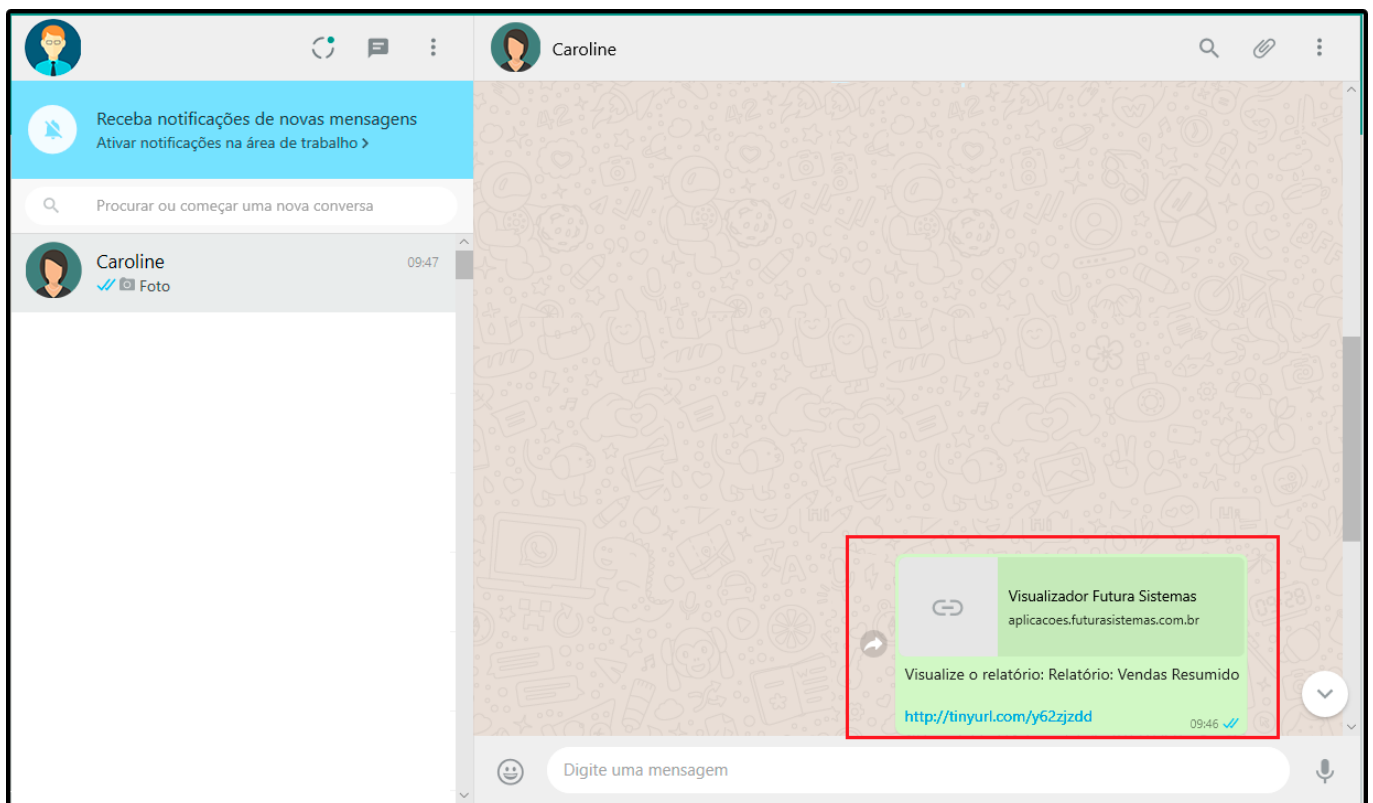 Caroline
Receba notificações de novas mensagens
Ativar notificações na área de trabalho >
Procurar ou começar uma nova conversa
Caroline
09:47
Foto
Visualizador Futura Sistemas
aplicacoes.futurasistemas.com.br
Visualize o relatório: Relatório: Vendas Resumido
http://tinyurl.com/y62zjzdd
09:46
Digite uma mensagem